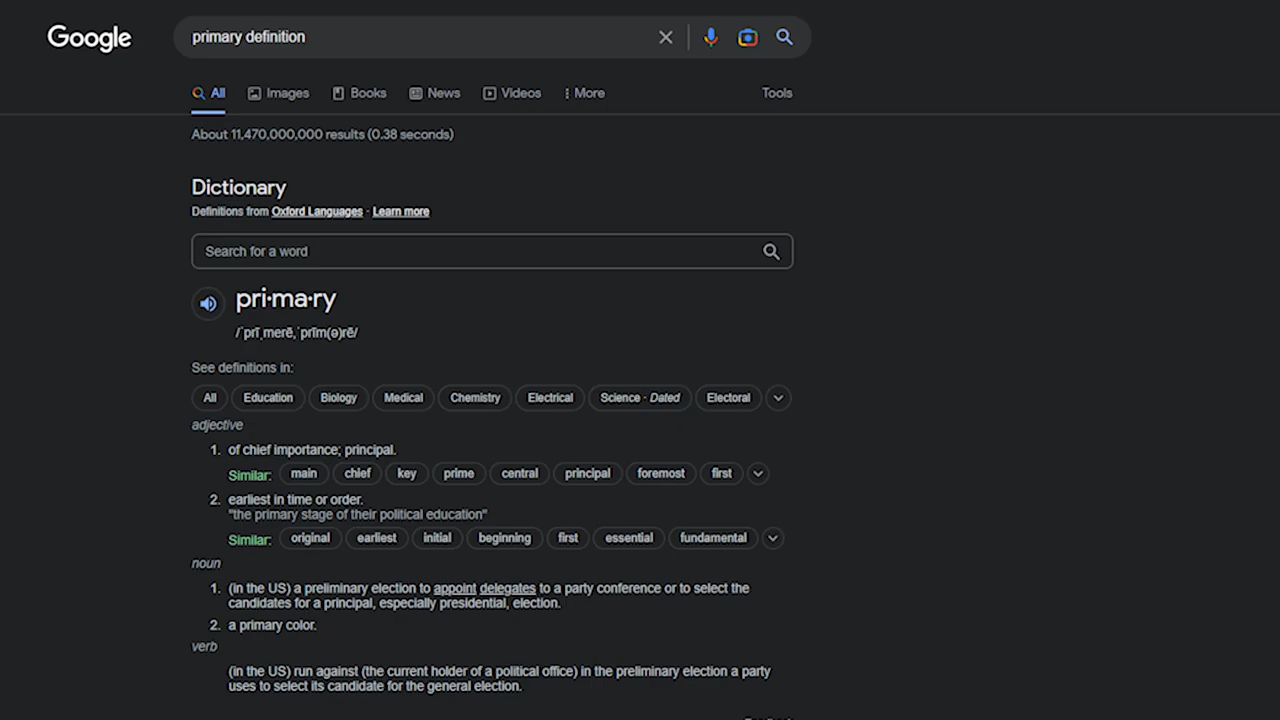 Google
primary definition
All Images Books News Videos More Tools
About 11,470,000,000 results (0.38 seconds)
Dictionary
Definitions from Oxford Languages · Learn more
Search for a word
pri·ma·ry
/ˈprīˌmerē,ˈprīm(ə)rē/
See definitions in:
All Education Biology Medical Chemistry Electrical Science · Dated Electoral
adjective
1. of chief importance; principal.
Similar: main chief key prime central principal foremost first
2. earliest in time or order.
"the primary stage of their political education"
Similar: original earliest initial beginning first essential fundamental
noun
1. (in the US) a preliminary election to appoint delegates to a party conference or to select the
candidates for a principal, especially presidential, election.
2. a primary color.
verb
(in the US) run against (the current holder of a political office) in the preliminary election a party
uses to select its candidate for the general election.